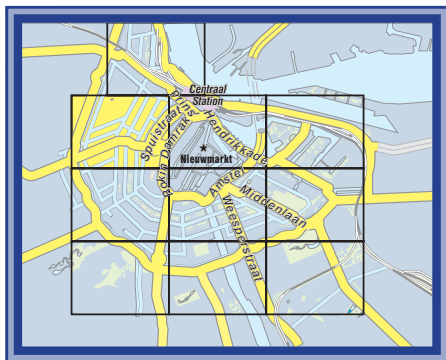 Centraal
Station
Prins
Hendrikkade
Spuistraat
Damrak
Rokin
Nieuwmarkt
Amstel
Middenlaan
Weesperstraat